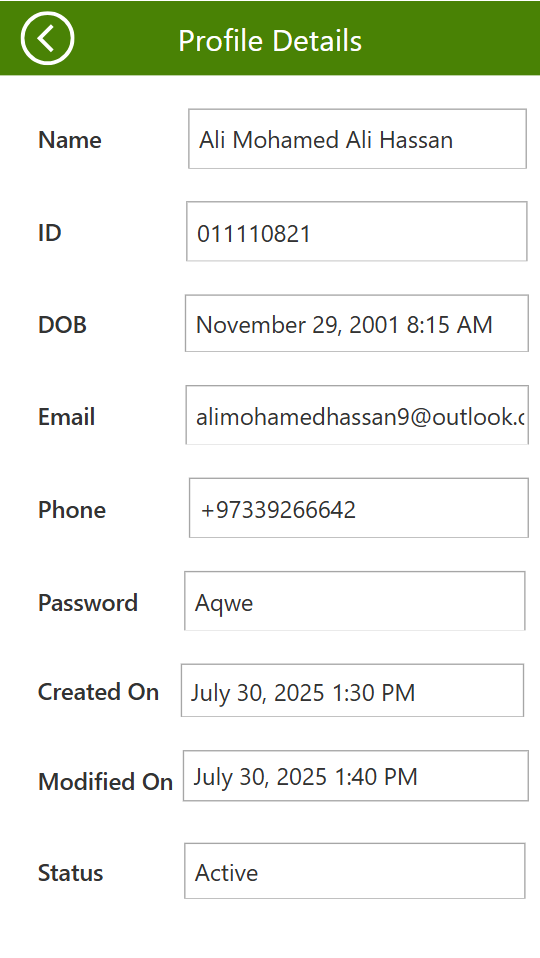 Profile Details
Name Ali Mohamed Ali Hassan
ID 011110821
DOB November 29, 2001 8:15 AM
Email alimohamedhassan9@outlook.c
Phone +97339266642
Password Aqwe
Created On July 30, 2025 1:30 PM
Modified On July 30, 2025 1:40 PM
Status Active